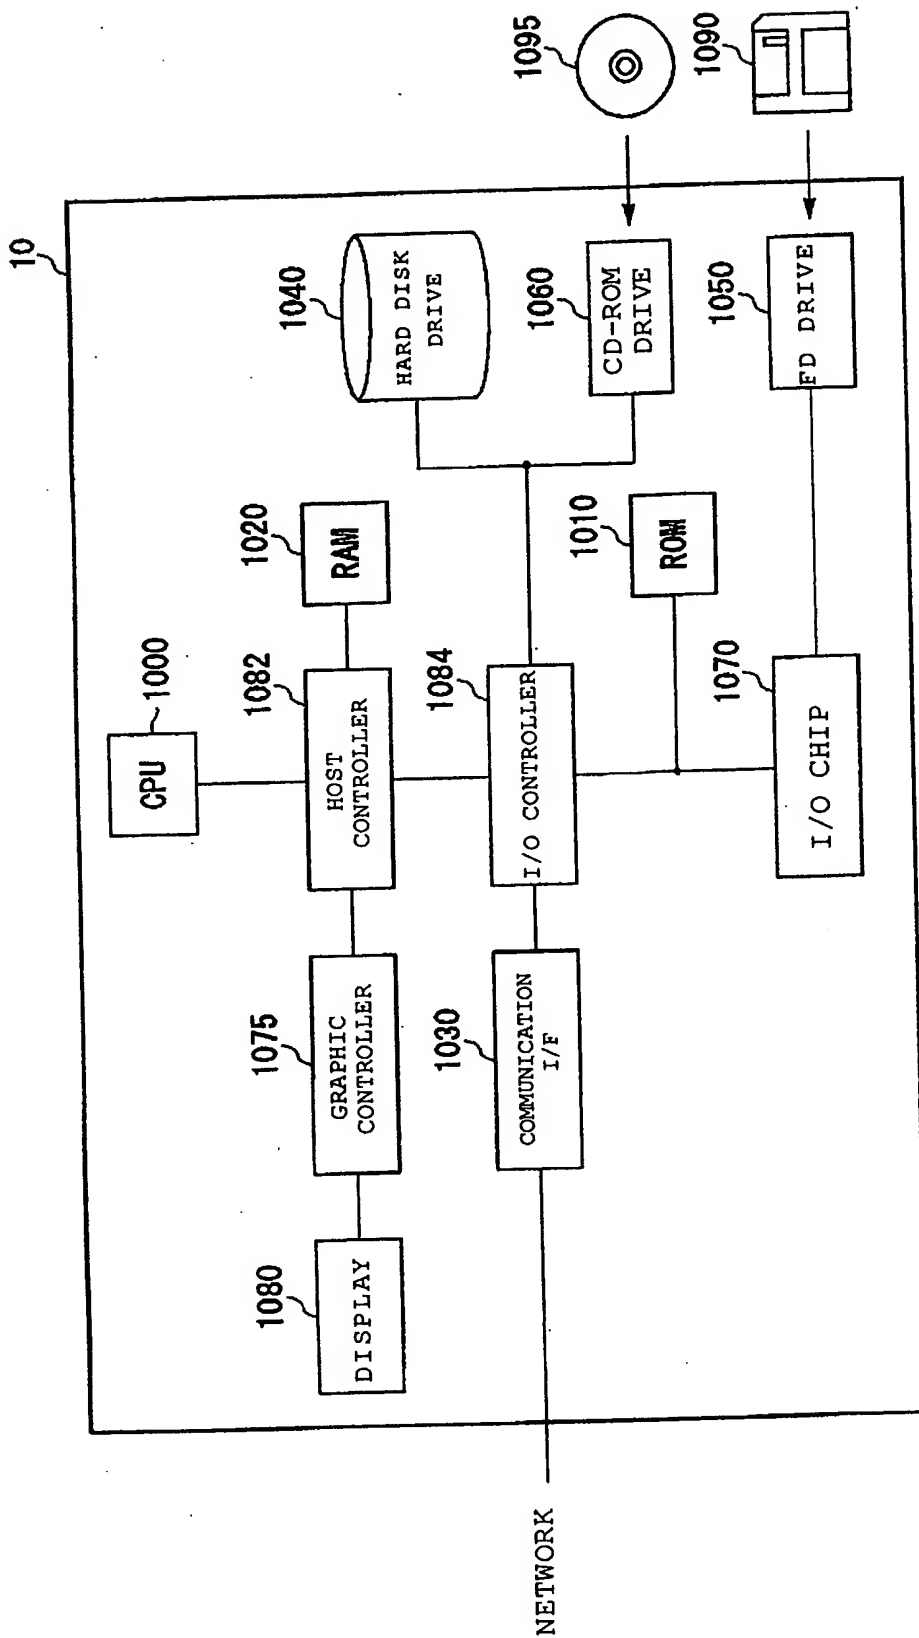 10
1000
CPU
1082
HOST
CONTROLLER
1020
RAM
1075
GRAPHIC
CONTROLLER
1080
DISPLAY
1084
I/O CONTROLLER
1040
HARD DISK
DRIVE
1030
COMMUNICATION
I/F
NETWORK
1060
CD-ROM
DRIVE
1095
1010
ROM
1070
I/O CHIP
1050
FD DRIVE
1090